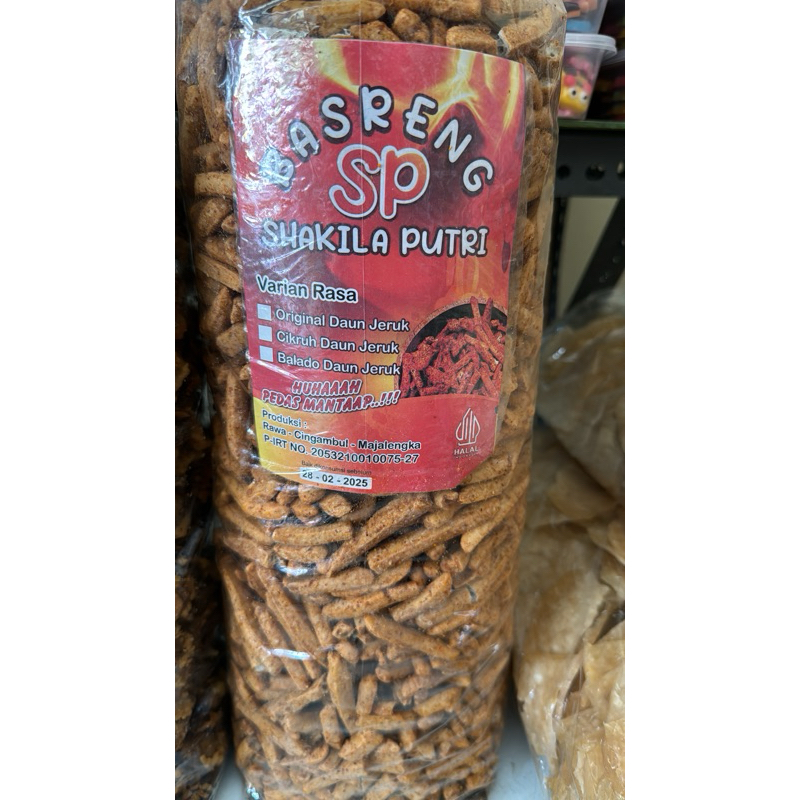 BASRENG
SP
SHAKILA PUTRI
Varian Rasa
Original Daun Jeruk
Cikruh Daun Jeruk
Balado Daun Jeruk
HUHAAAH
PEDAS MANTAAP..!!!
Produksi :
Rawa - Cingambul - Majalengka
P-IRT NO. 2053210010075-27
HALAL
28 - 02 - 2025